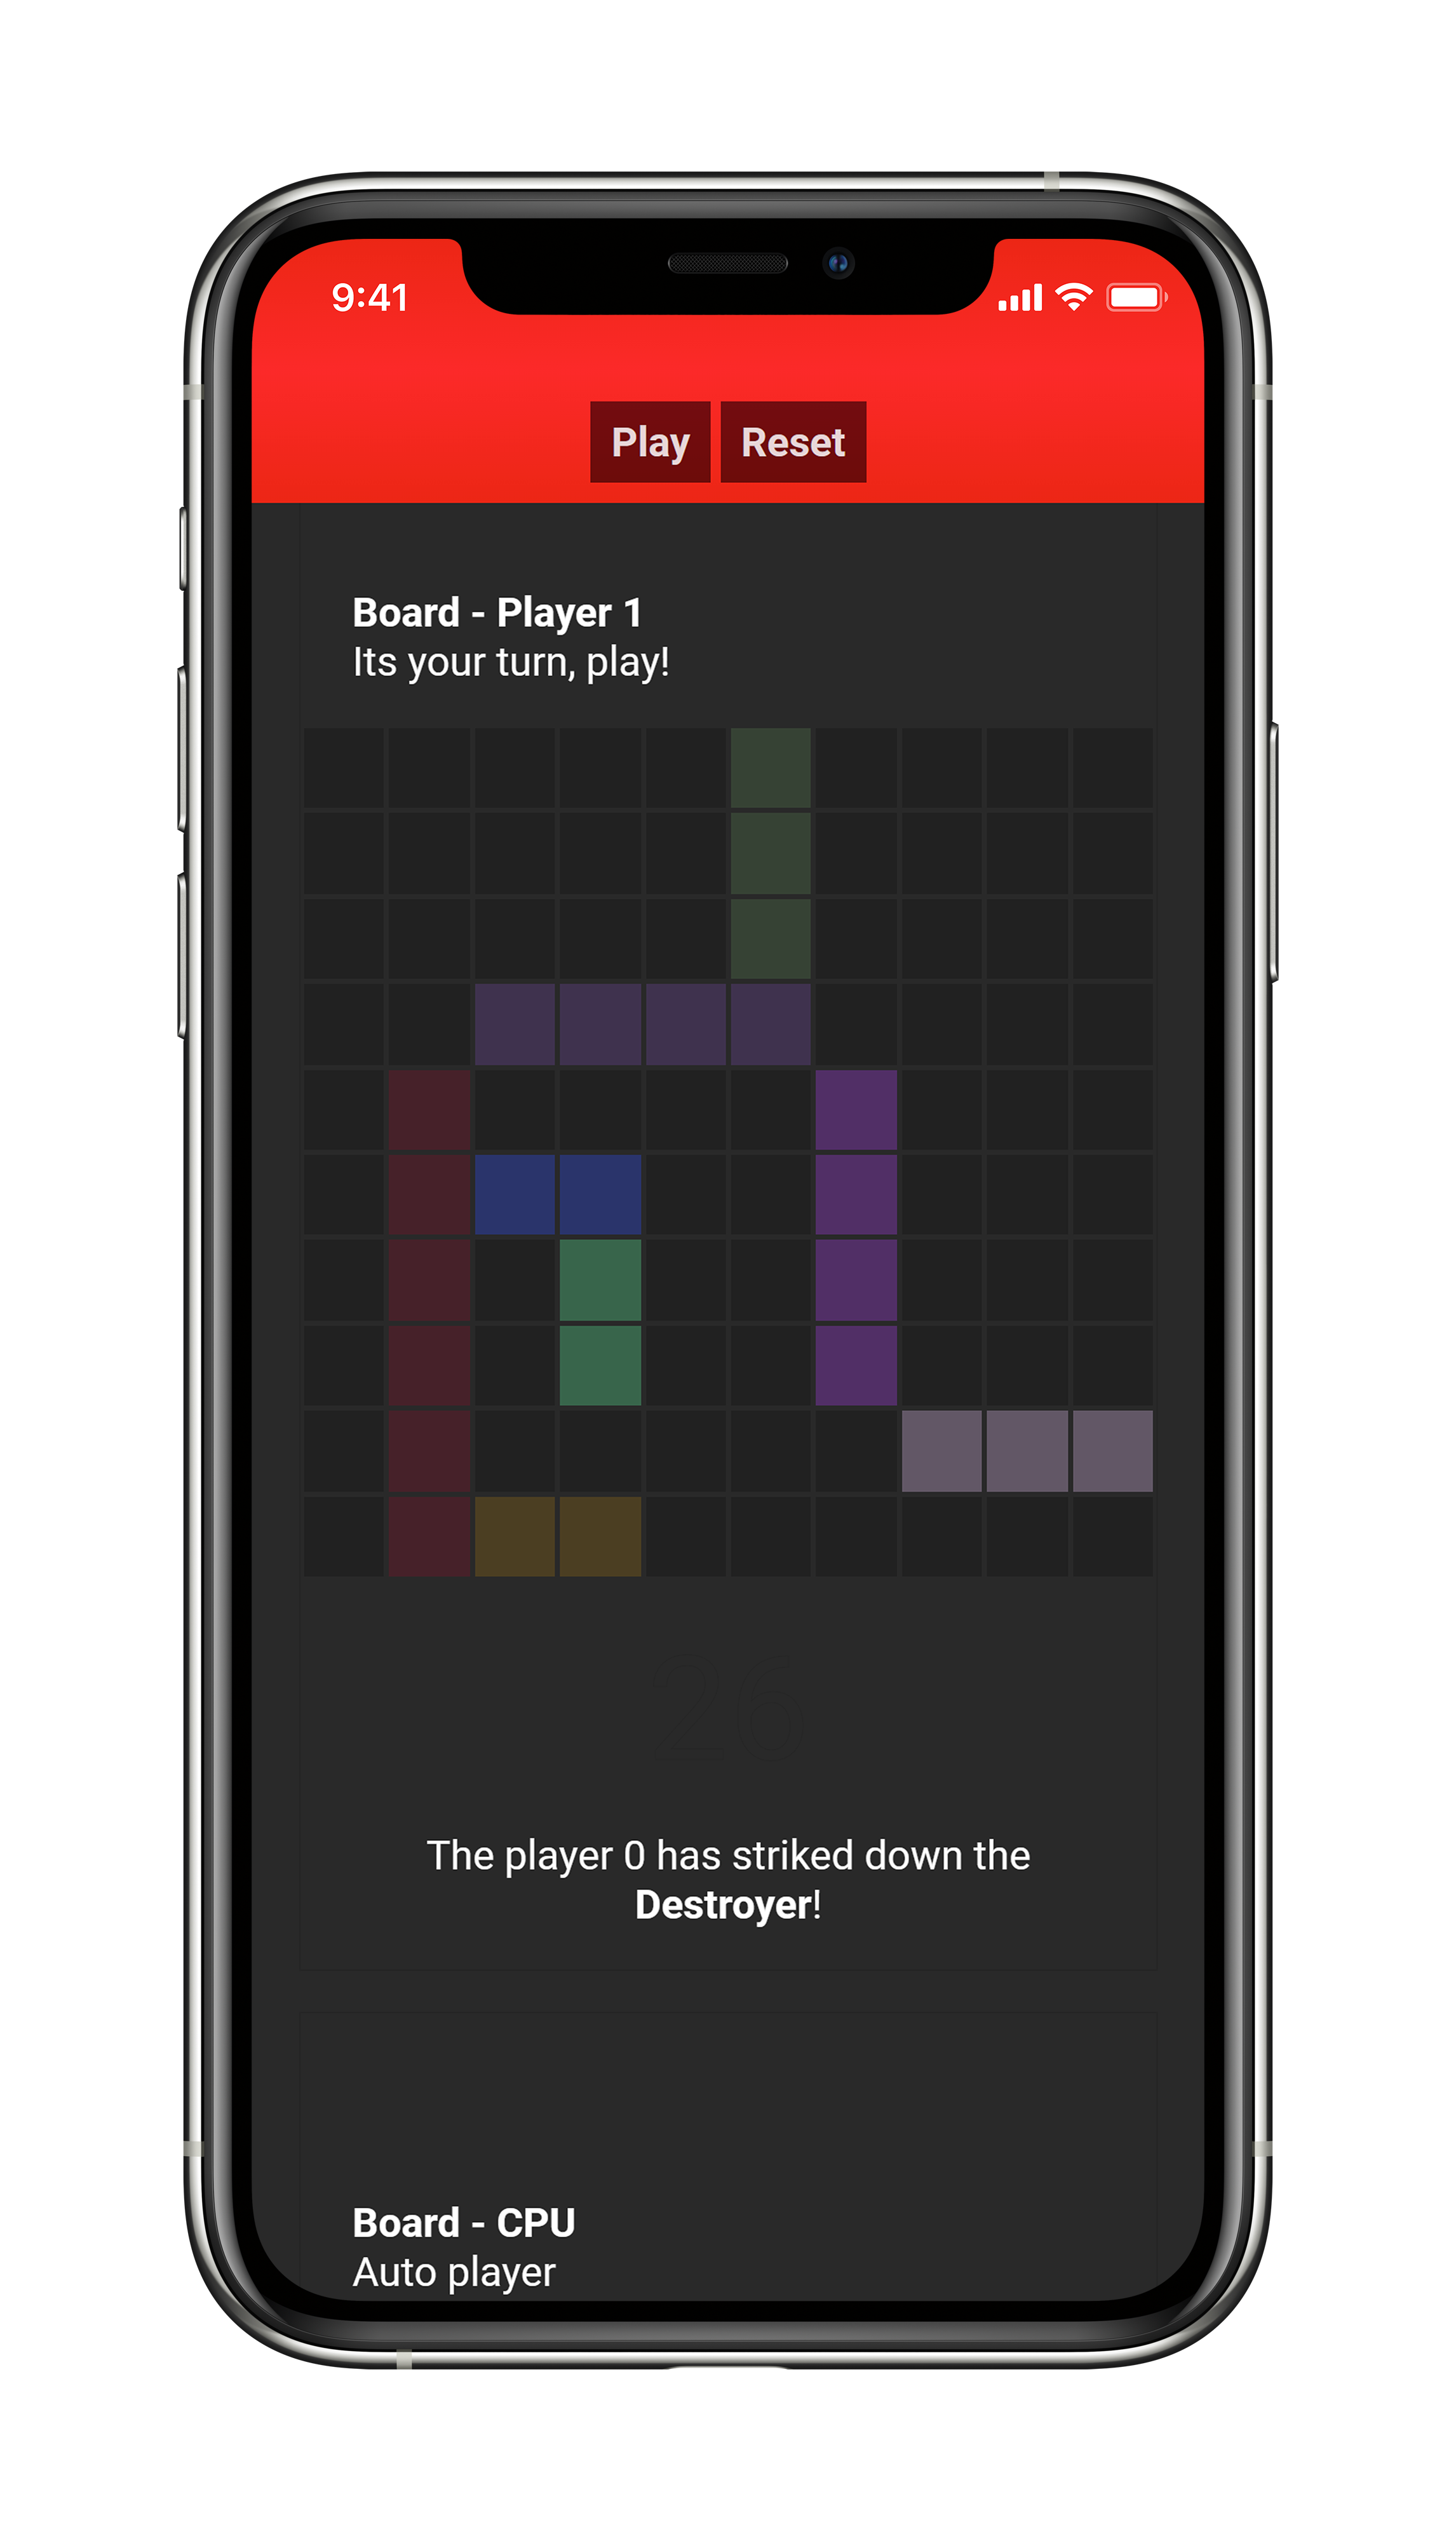 9:41
Play Reset
Board - Player 1
Its your turn, play!
26
The player 0 has striked down the
Destroyer!
Board - CPU
Auto player